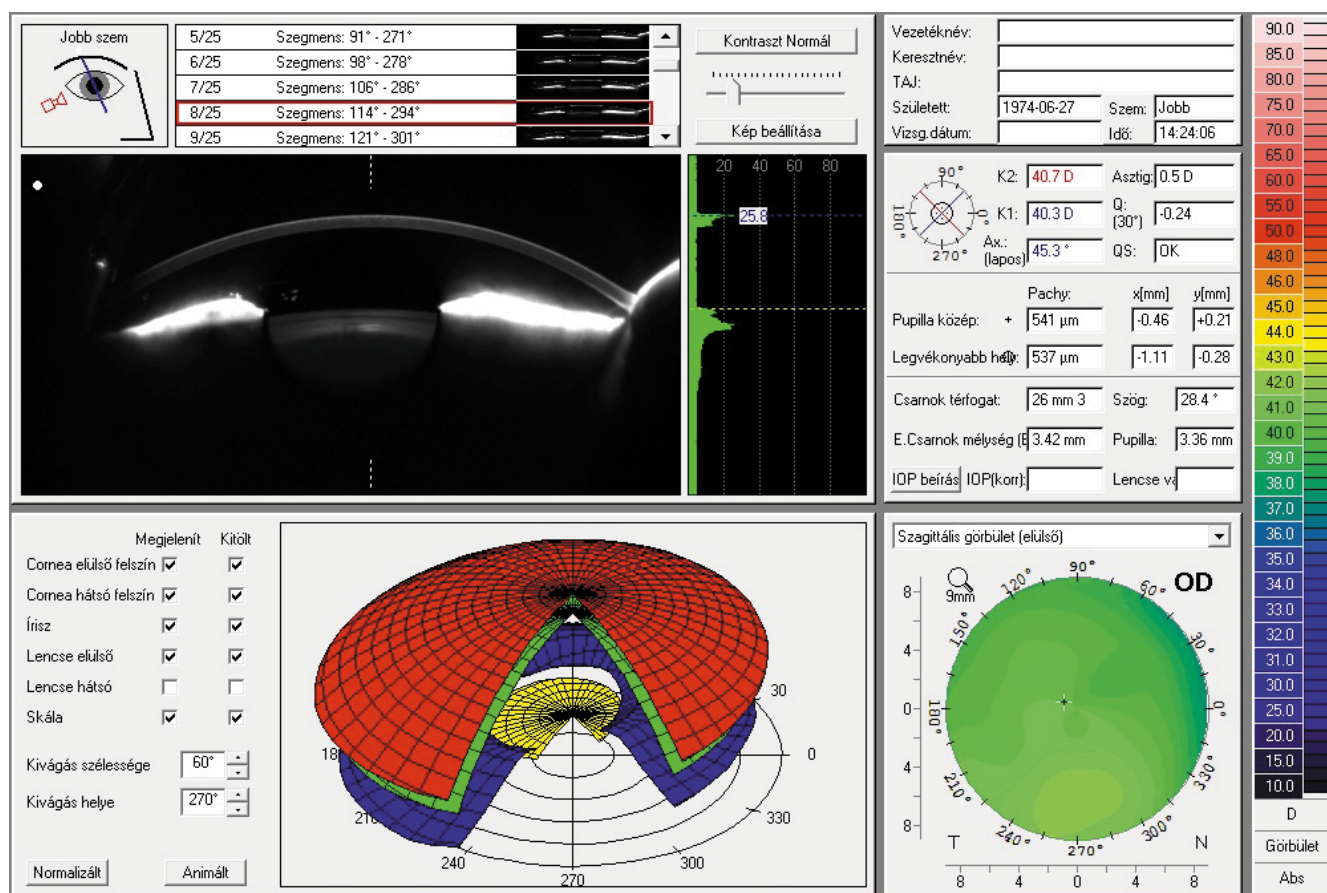 Jobb szem
5/25 Szegmens: 91° - 271°
6/25 Szegmens: 98° - 278°
7/25 Szegmens: 106° - 286°
8/25 Szegmens: 114° - 294°
9/25 Szegmens: 121° - 301°
Kontraszt Normál
Kép beállítása
20 40 60 80
25.8
Vezetéknév:
Keresztnév:
TAJ:
Született: 1974-06-27 Szem: Jobb
Vizsg.dátum: Idő: 14:24:06
90°
180°
0°
270°
K2: 40.7 D Asztig: 0.5 D
K1: 40.3 D Q: (30°) -0.24
Ax.: (lapos) 45.3 ° QS: OK
Pachy: x[mm] y[mm]
Pupilla közép: + 541 µm -0.46 +0.21
Legvékonyabb hely: 537 µm -1.11 -0.28
Csarnok térfogat: 26 mm 3 Szög: 28.4 °
E.Csarnok mélység (E 3.42 mm Pupilla: 3.36 mm
IOP beírás IOP(korr): Lencse va
Megjelenít Kitölt
Cornea elülső felszín
Cornea hátsó felszín
Írisz
Lencse elülső
Lencse hátsó
Skála
Kivágás szélessége 60°
Kivágás helye 270°
Normalizált Animált
30
0
330
300
270
240
210
18
Szagittális görbület (elülső)
9mm
OD
90°
120°
60°
150°
30°
180°
0°
210°
330°
240°
300°
270°
8
4
0
4
8
T N
8 4 0 4 8
90.0
85.0
80.0
75.0
70.0
65.0
60.0
55.0
50.0
48.0
46.0
45.0
44.0
43.0
42.0
41.0
40.0
39.0
38.0
37.0
36.0
35.0
34.0
33.0
32.0
31.0
30.0
25.0
20.0
15.0
10.0
D
Görbület
Abs